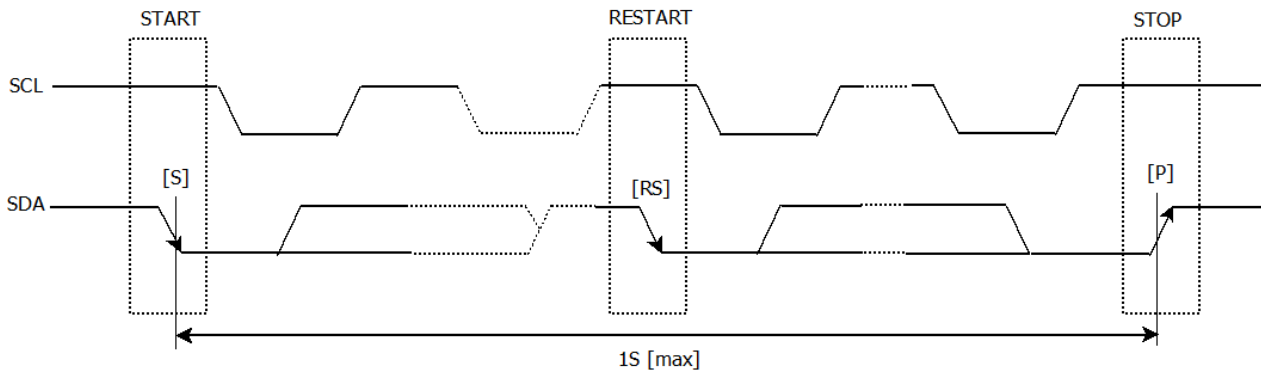 START
RESTART
STOP
SCL
[S]
[RS]
[P]
SDA
1S [max]